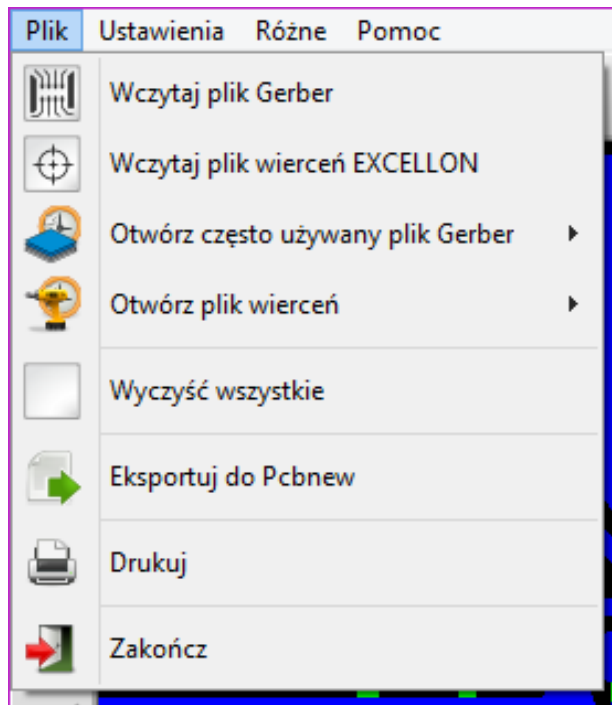 Plik Ustawienia Różne Pomoc
Wczytaj plik Gerber
Wczytaj plik wierceń EXCELLON
Otwórz często używany plik Gerber
Otwórz plik wierceń
Wyczyść wszystkie
Eksportuj do Pcbnew
Drukuj
Zakończ